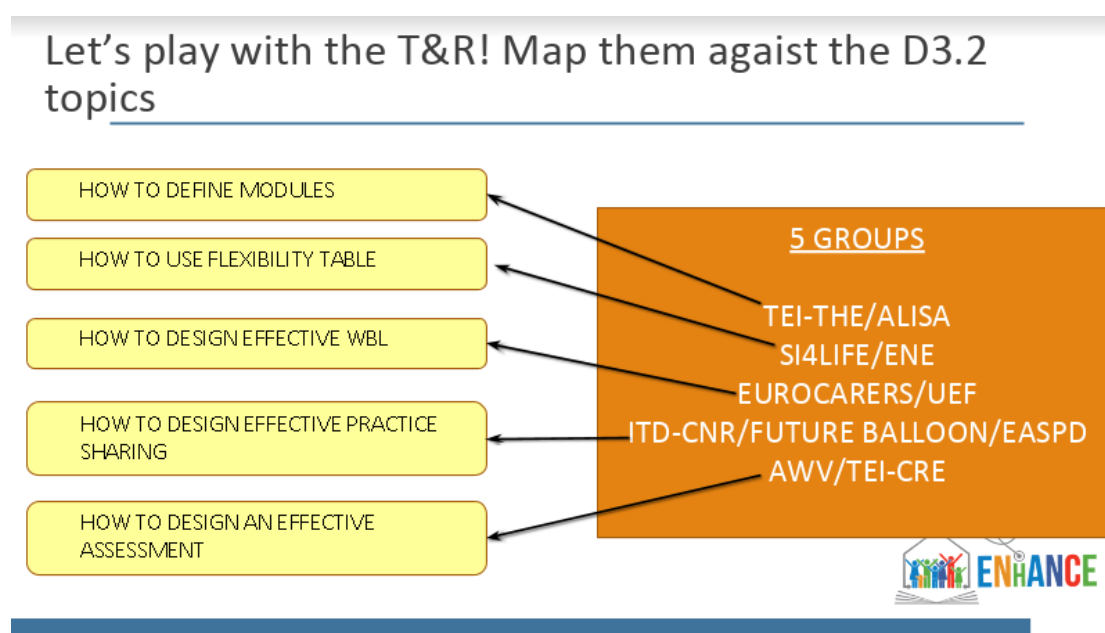 Let's play with the T&R! Map them agaist the D3.2
topics
HOW TO DEFINE MODULES
HOW TO USE FLEXIBILITY TABLE
HOW TO DESIGN EFFECTIVE WBL
HOW TO DESIGN EFFECTIVE PRACTICE
SHARING
HOW TO DESIGN AN EFFECTIVE
ASSESSMENT
5 GROUPS
TEI-THE/ALISA
SI4LIFE/ENE
EUROCARERS/UEF
ITD-CNR/FUTURE BALLOON/EASPD
AWV/TEI-CRE
ENHANCE